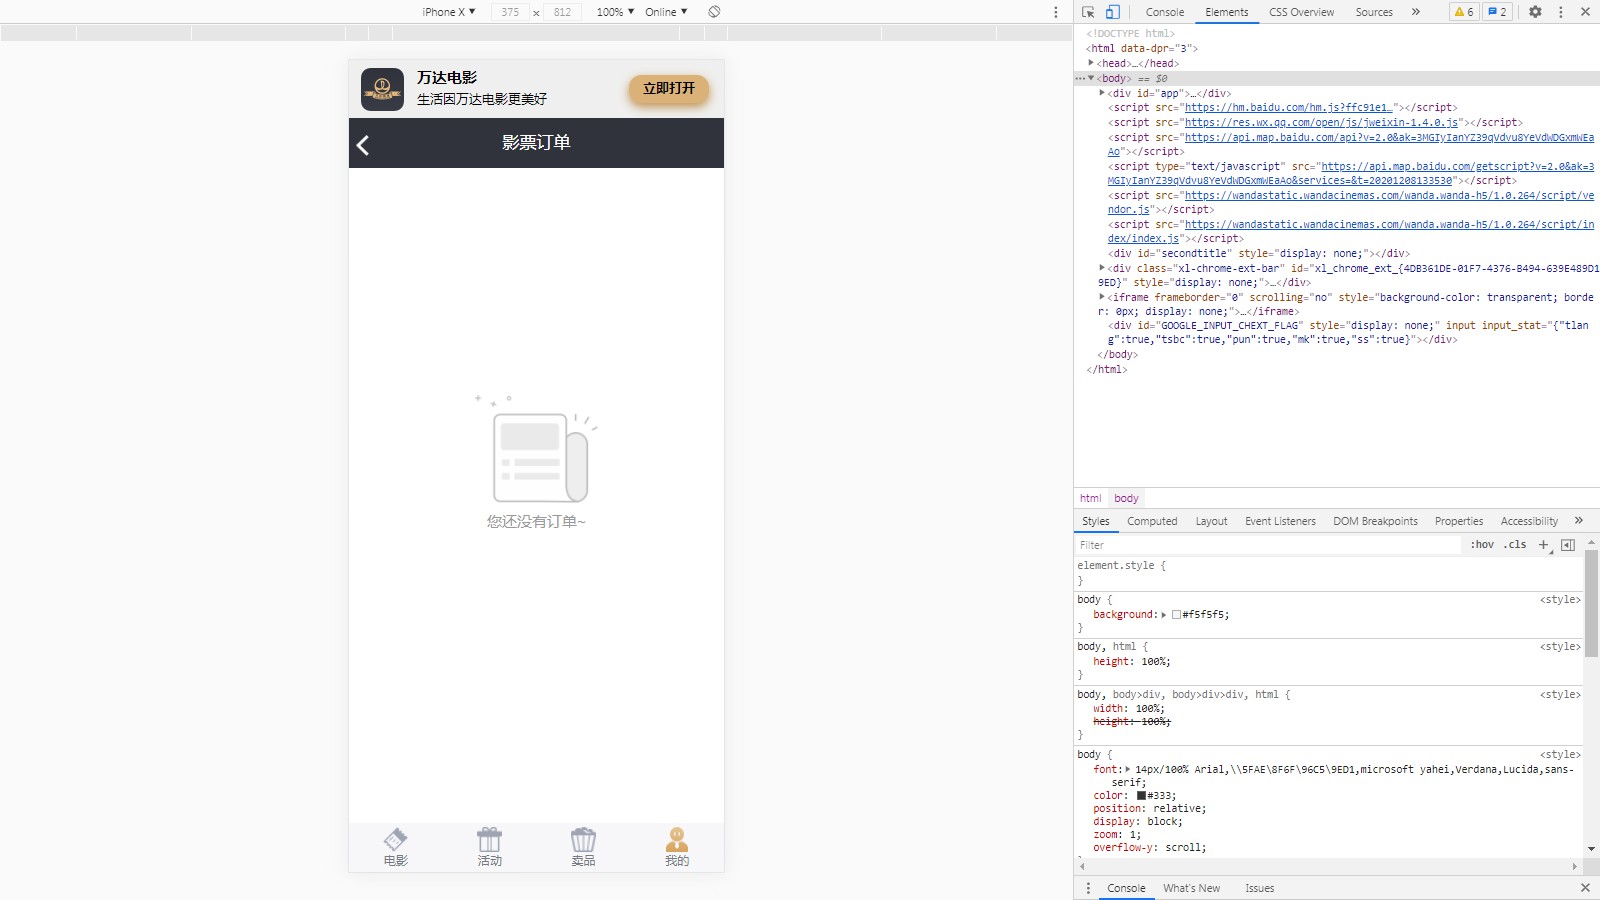 iPhone X ▼ 375 × 812 100% ▼ Online ▼
万达电影
生活因万达电影更美好
立即打开
影票订单
您还没有订单~
电影 活动 卖品 我的
Console Elements CSS Overview Sources » 6 2
<!DOCTYPE html>
<html data-dpr="3">
<head>…</head>
<body> == $0
<div id="app">…</div>
<script src="https://hm.baidu.com/hm.js?ffc91e1…"></script>
<script src="https://res.wx.qq.com/open/js/jweixin-1.4.0.js"></script>
<script src="https://api.map.baidu.com/api?v=2.0&ak=3MGIyIanYZ39qVdvu8YeVdWDGxmWEa
Ao"></script>
<script type="text/javascript" src="https://api.map.baidu.com/getscript?v=2.0&ak=3
MGIyIanYZ39qVdvu8YeVdWDGxmWEaAo&services=&t=20201208133530"></script>
<script src="https://wandastatic.wandacinemas.com/wanda.wanda-h5/1.0.264/script/ve
ndor.js"></script>
<script src="https://wandastatic.wandacinemas.com/wanda.wanda-h5/1.0.264/script/in
dex/index.js"></script>
<div id="secondtitle" style="display: none;"></div>
<div class="xl-chrome-ext-bar" id="xl_chrome_ext_{4DB361DE-01F7-4376-B494-639E489D1
9ED}" style="display: none;">…</div>
<iframe frameborder="0" scrolling="no" style="background-color: transparent; borde
r: 0px; display: none;">…</iframe>
<div id="GOOGLE_INPUT_CHEXT_FLAG" style="display: none;" input input_stat="{"tlan
g":true,"tsbc":true,"pun":true,"mk":true,"ss":true}"></div>
</body>
</html>
html body
Styles Computed Layout Event Listeners DOM Breakpoints Properties Accessibility »
Filter :hov .cls +
element.style {
}
body { <style>
background: #f5f5f5;
}
body, html { <style>
height: 100%;
}
body, body>div, body>div>div, html { <style>
width: 100%;
height: 100%;
}
body { <style>
font: 14px/100% Arial,\\5FAE\8F6F\96C5\9ED1,microsoft yahei,Verdana,Lucida,sans-
serif;
color: #333;
position: relative;
display: block;
zoom: 1;
overflow-y: scroll;
Console What's New Issues